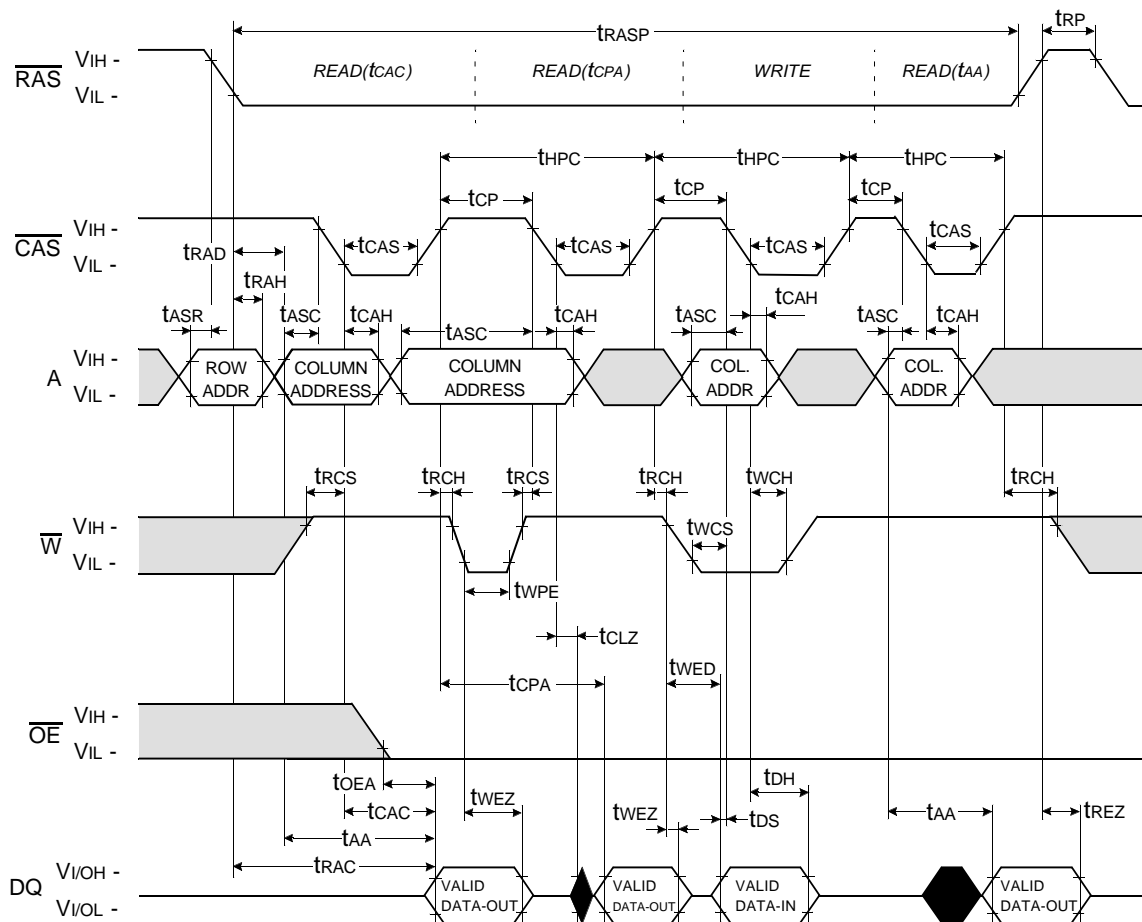 tRASP
tRP
RAS
VIH -
VIL -
READ(tCAC)
READ(tCPA)
WRITE
READ(tAA)
tHPC
tHPC
tHPC
tCP
tCP
tCP
CAS
VIH -
VIL -
tCAS
tCAS
tCAS
tCAS
tRAD
tRAH
tASR
tASC
tCAH
tASC
tCAH
tASC
tCAH
tASC
tCAH
A
VIH -
VIL -
ROW
ADDR
COLUMN
ADDRESS
COLUMN
ADDRESS
COL.
ADDR
COL.
ADDR
tRCS
tRCH
tRCS
tRCH
tWCH
tRCH
W
VIH -
VIL -
tWCS
tWPE
tCLZ
tCPA
tWED
OE
VIH -
VIL -
tOEA
tCAC
tAA
tRAC
tWEZ
tWEZ
tDH
tDS
tAA
tREZ
DQ
VI/OH -
VI/OL -
VALID
DATA-OUT
VALID
DATA-OUT
VALID
DATA-IN
VALID
DATA-OUT